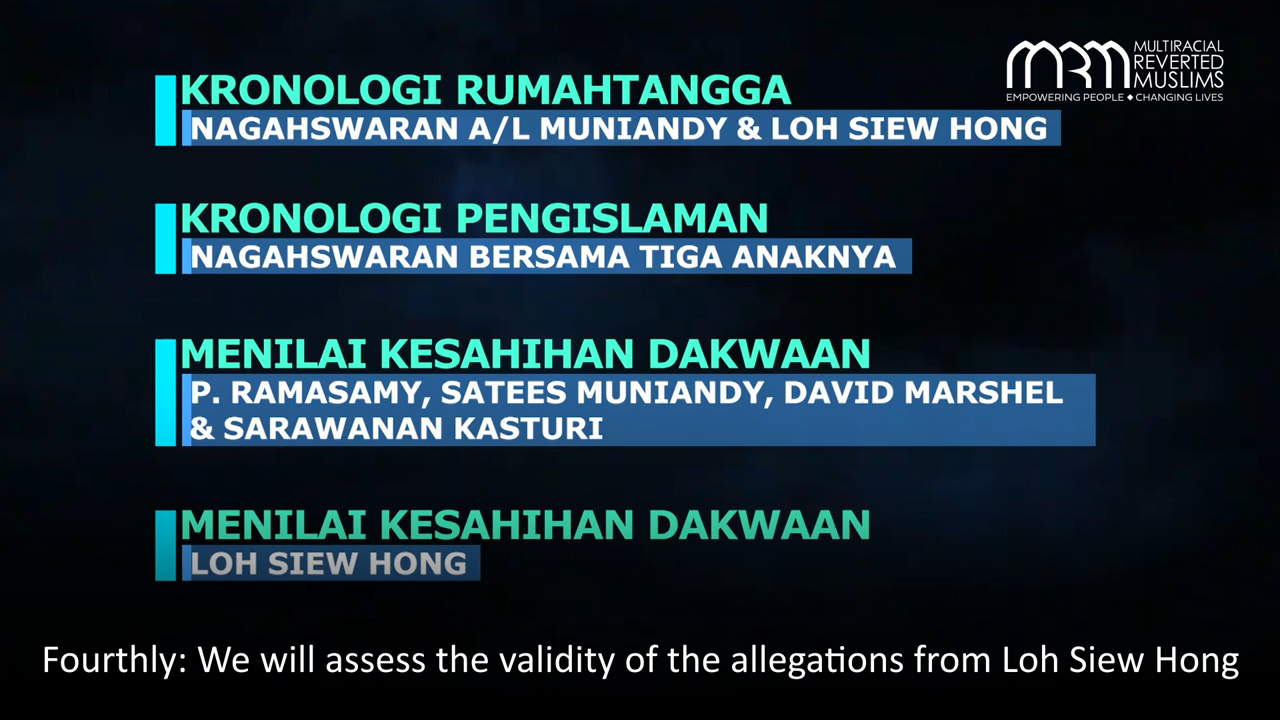 MRM
MULTIRACIAL
REVERTED
MUSLIMS
EMPOWERING PEOPLE ◆ CHANGING LIVES
KRONOLOGI RUMAHTANGGA
NAGAHSWARAN A/L MUNIANDY & LOH SIEW HONG
KRONOLOGI PENGISLAMAN
NAGAHSWARAN BERSAMA TIGA ANAKNYA
MENILAI KESAHIHAN DAKWAAN
P. RAMASAMY, SATEES MUNIANDY, DAVID MARSHEL
& SARAWANAN KASTURI
MENILAI KESAHIHAN DAKWAAN
LOH SIEW HONG
Fourthly: We will assess the validity of the allegations from Loh Siew Hong